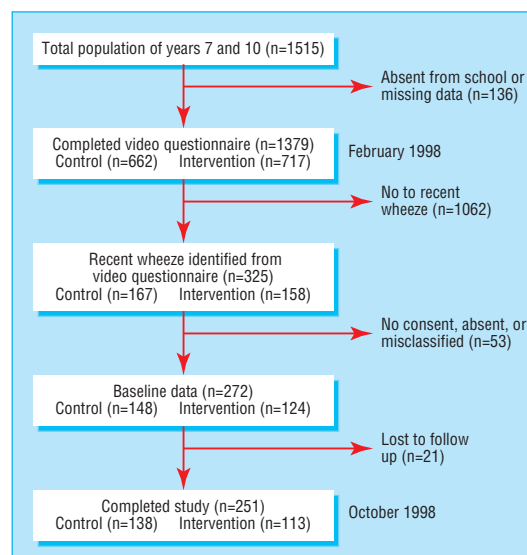 Total population of years 7 and 10 (n=1515)
Absent from school or
missing data (n=136)
Completed video questionnaire (n=1379)
Control (n=662) Intervention (n=717)
February 1998
No to recent
wheeze (n=1062)
Recent wheeze identified from
video questionnaire (n=325)
Control (n=167) Intervention (n=158)
No consent, absent, or
misclassified (n=53)
Baseline data (n=272)
Control (n=148) Intervention (n=124)
Lost to follow
up (n=21)
Completed study (n=251)
Control (n=138) Intervention (n=113)
October 1998